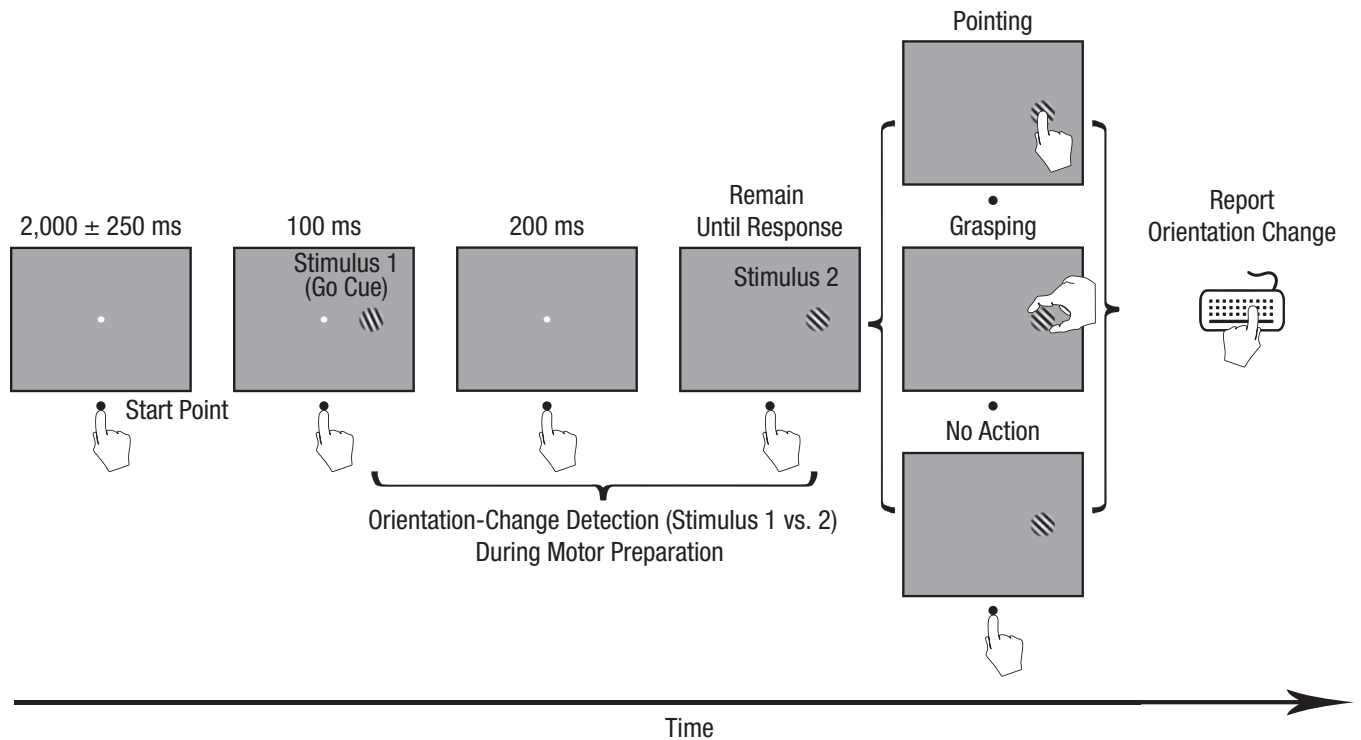 Pointing
2,000 ± 250 ms
100 ms
200 ms
Remain
Until Response
Grasping
Report
Orientation Change
Stimulus 1
(Go Cue)
Stimulus 2
Start Point
No Action
Orientation-Change Detection (Stimulus 1 vs. 2)
During Motor Preparation
Time